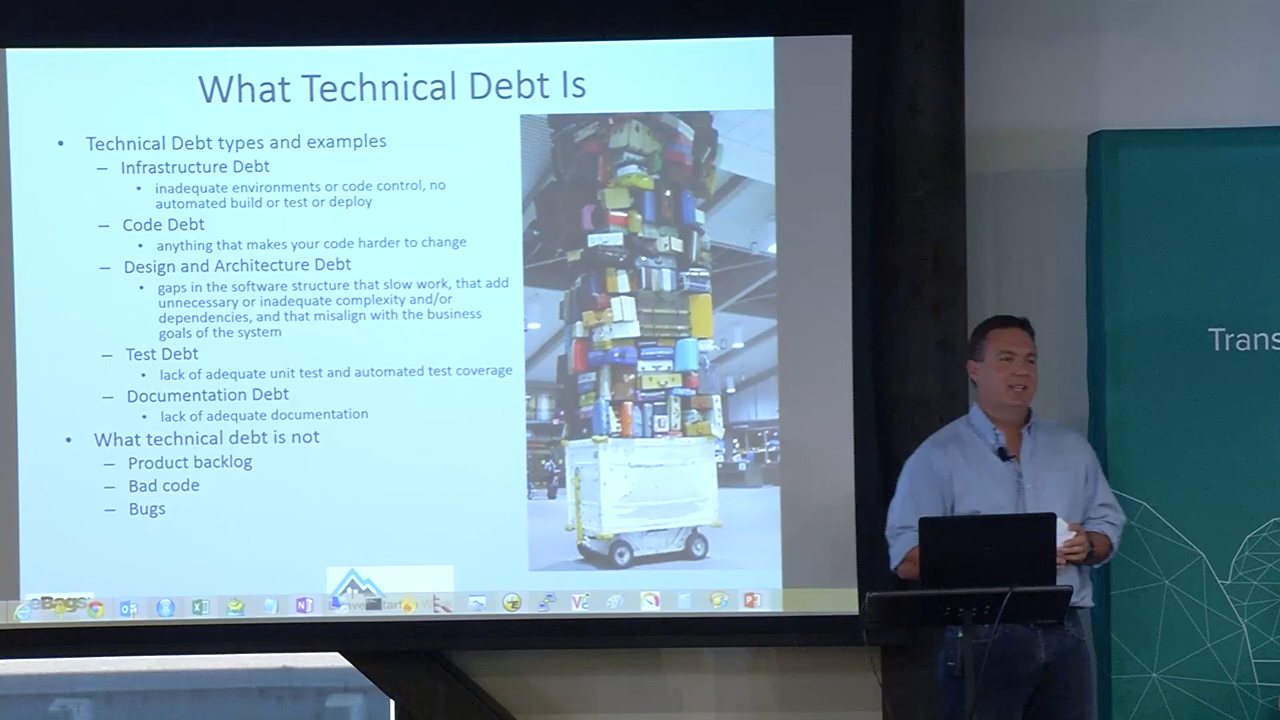 What Technical Debt Is
• Technical Debt types and examples
– Infrastructure Debt
• inadequate environments or code control, no
automated build or test or deploy
– Code Debt
• anything that makes your code harder to change
– Design and Architecture Debt
• gaps in the software structure that slow work, that add
unnecessary or inadequate complexity and/or
dependencies, and that misalign with the business
goals of the system
– Test Debt
• lack of adequate unit test and automated test coverage
– Documentation Debt
• lack of adequate documentation
• What technical debt is not
– Product backlog
– Bad code
– Bugs
eBags
Trans